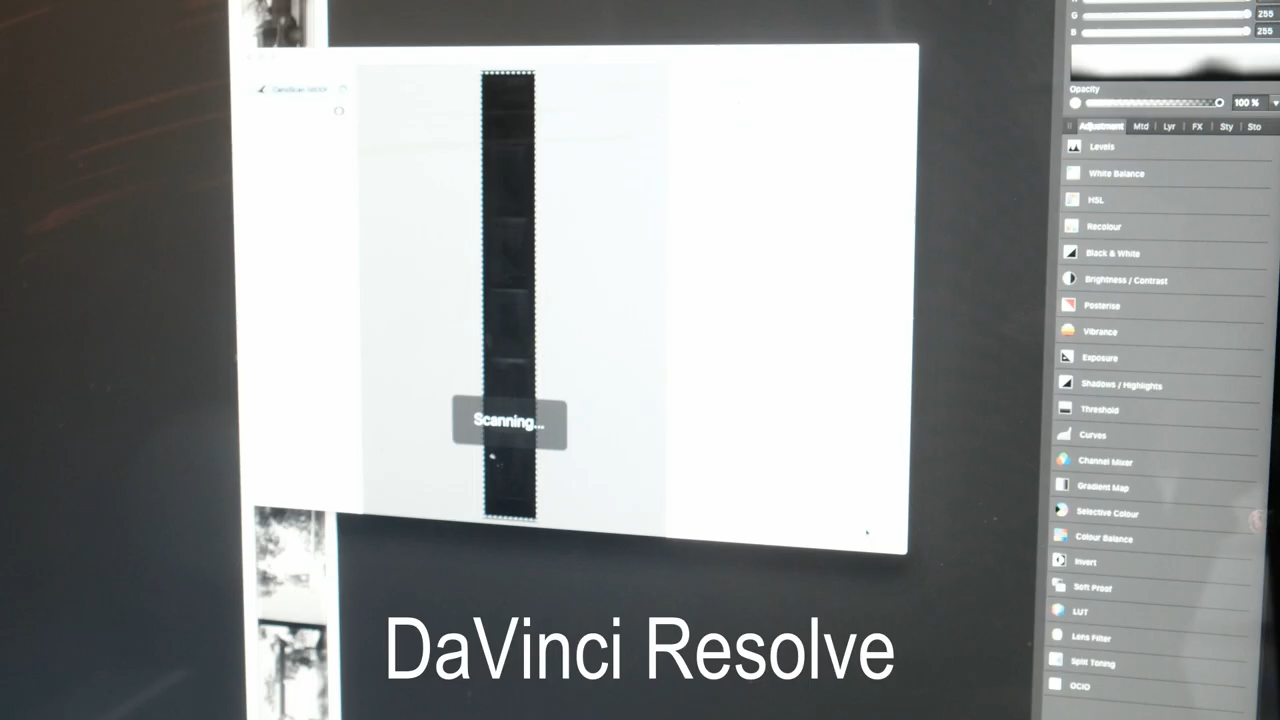 G
255
B
255
Opacity
100 %
Adjustment Mtd Lyr FX Sty Sto
Levels
White Balance
HSL
Recolour
Black & White
Brightness / Contrast
Posterise
Vibrance
Exposure
Shadows / Highlights
Threshold
Curves
Channel Mixer
Gradient Map
Selective Colour
Colour Balance
Invert
Soft Proof
LUT
Lens Filter
Split Toning
OCIO
Scanning...
DaVinci Resolve